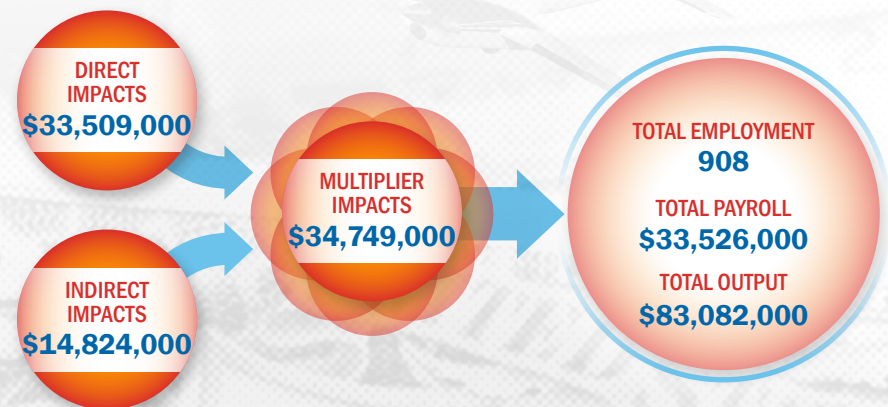 DIRECT
IMPACTS
$33,509,000
INDIRECT
IMPACTS
$14,824,000
MULTIPLIER
IMPACTS
$34,749,000
TOTAL EMPLOYMENT
908
TOTAL PAYROLL
$33,526,000
TOTAL OUTPUT
$83,082,000